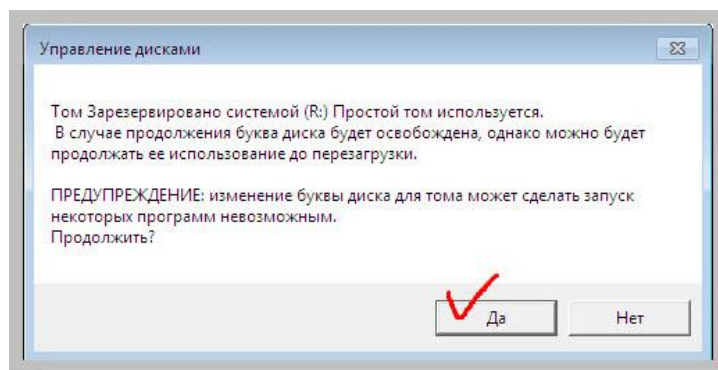 Управление дисками
Том Зарезервировано системой (R:) Простой том используется.
В случае продолжения буква диска будет освобождена, однако можно будет
продолжать ее использование до перезагрузки.
ПРЕДУПРЕЖДЕНИЕ: изменение буквы диска для тома может сделать запуск
некоторых программ невозможным.
Продолжить?
Да
Нет